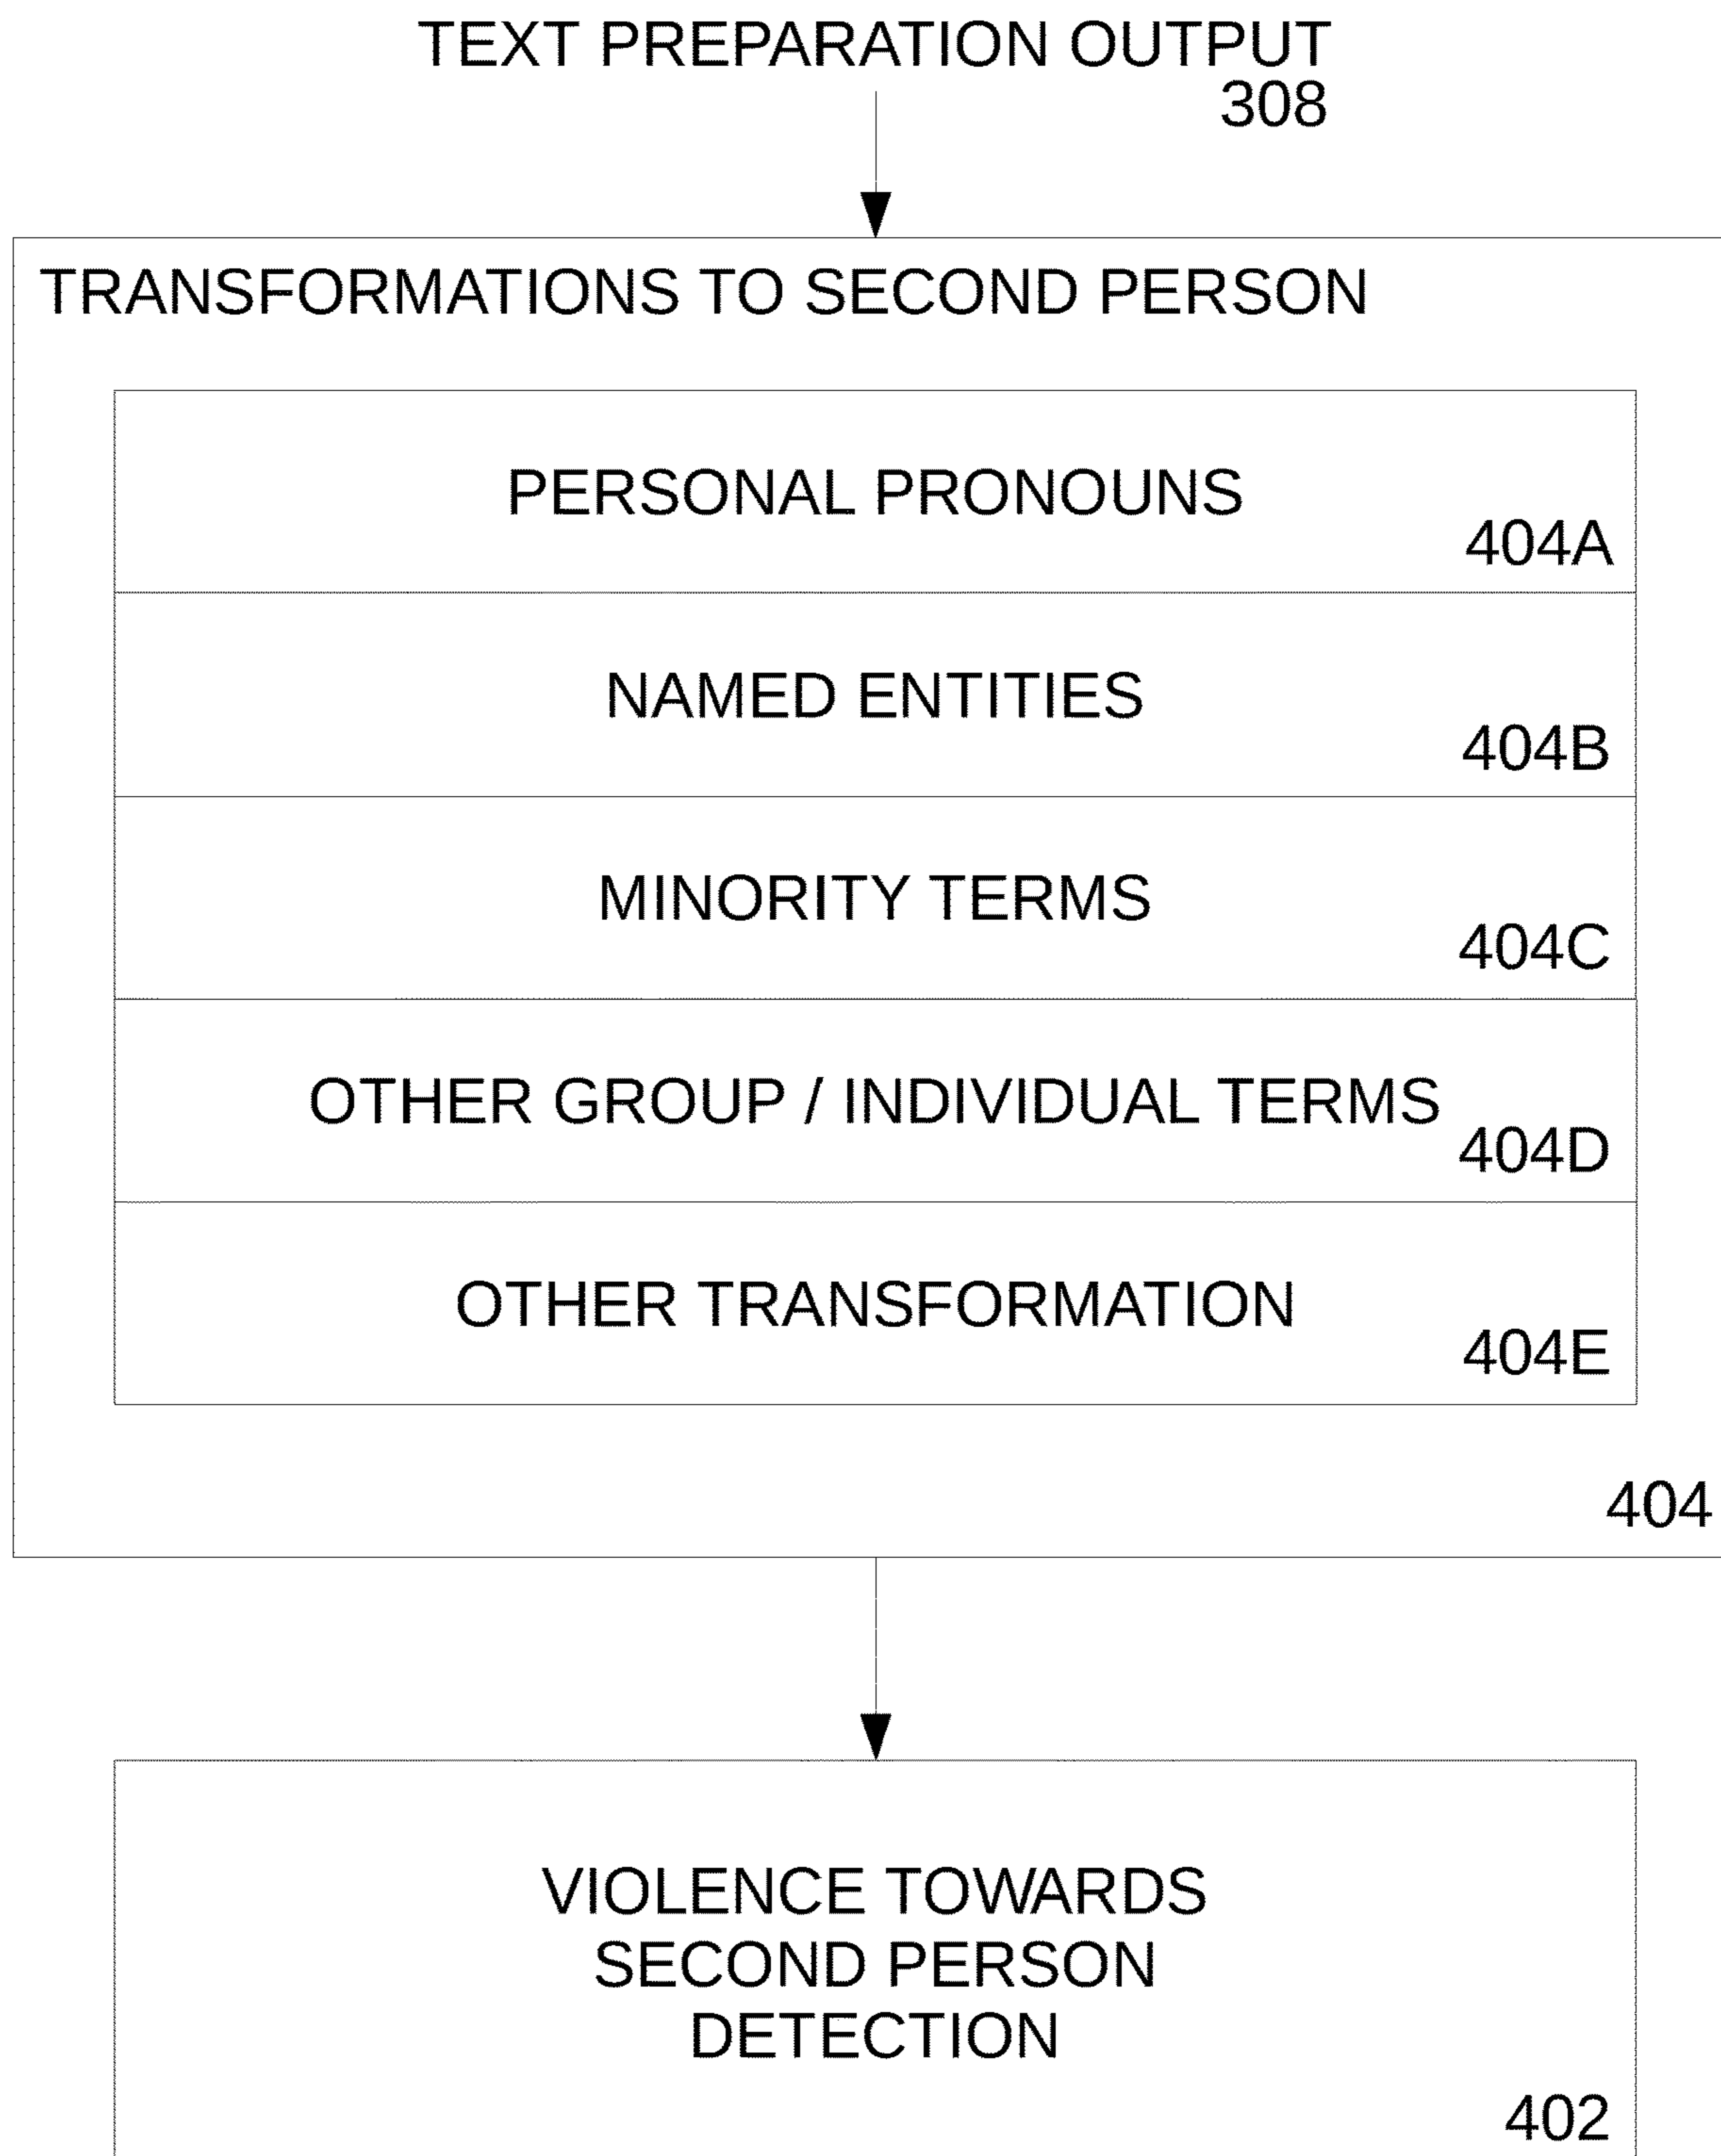 TEXT PREPARATION OUTPUT
308
TRANSFORMATIONS TO SECOND PERSON
PERSONAL PRONOUNS
404A
NAMED ENTITIES
404B
MINORITY TERMS
404C
OTHER GROUP / INDIVIDUAL TERMS
404D
OTHER TRANSFORMATION
404E
404
VIOLENCE TOWARDS
SECOND PERSON
DETECTION
402